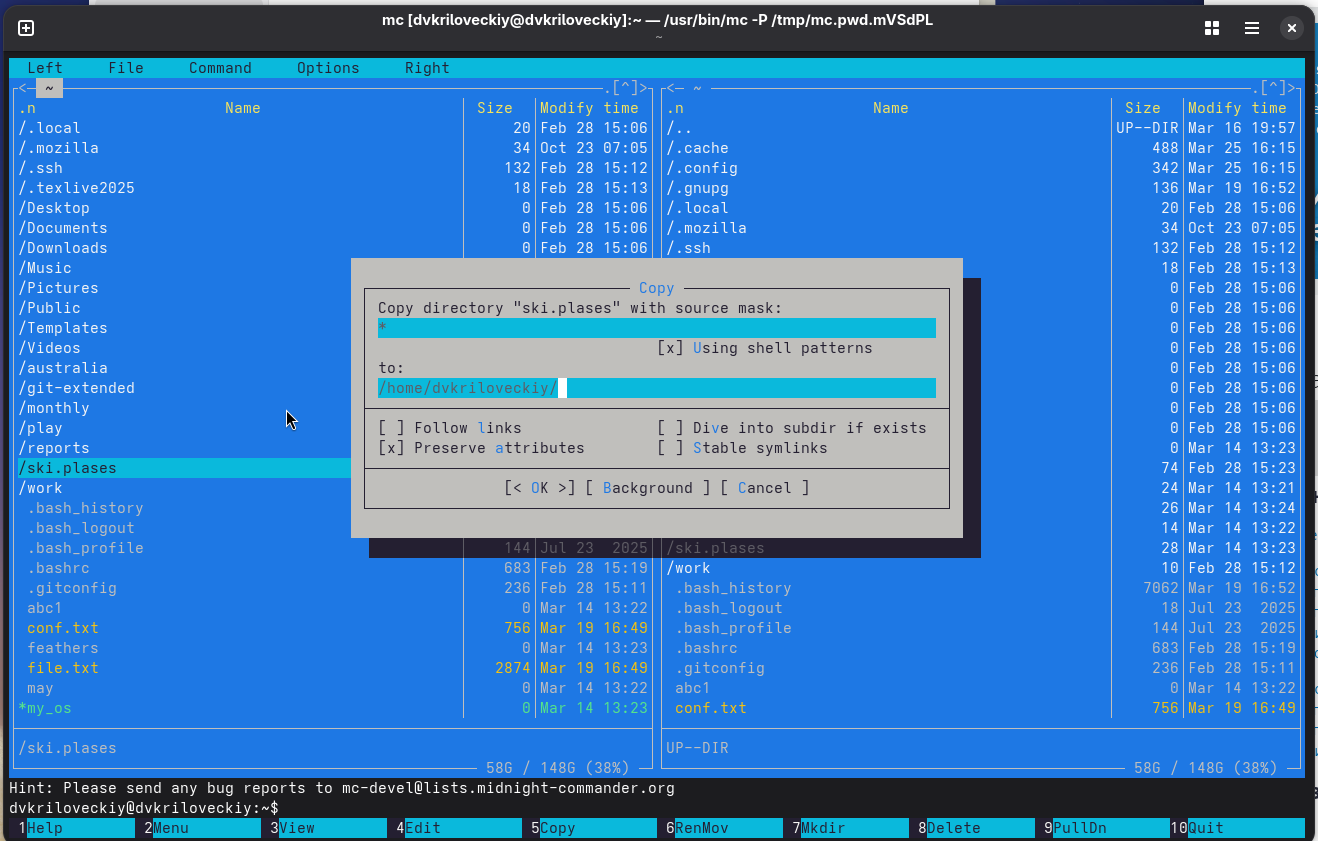 mc [dvkriloveckiy@dvkriloveckiy]:~ — /usr/bin/mc -P /tmp/mc.pwd.mVSdPL
~
Left File Command Options Right
<─ ~ .[^]> <─ ~ .[^]>
.n Name Size Modify time .n Name Size Modify time
/.local 20 Feb 28 15:06 /.. UP--DIR Mar 16 19:57
/.mozilla 34 Oct 23 07:05 /.cache 488 Mar 25 16:15
/.ssh 132 Feb 28 15:12 /.config 342 Mar 25 16:15
/.texlive2025 18 Feb 28 15:13 /.gnupg 136 Mar 19 16:52
/Desktop 0 Feb 28 15:06 /.local 20 Feb 28 15:06
/Documents 0 Feb 28 15:06 /.mozilla 34 Oct 23 07:05
/Downloads 0 Feb 28 15:06 /.ssh 132 Feb 28 15:12
/Music 18 Feb 28 15:13
/Pictures Copy 0 Feb 28 15:06
/Public Copy directory "ski.plases" with source mask: 0 Feb 28 15:06
/Templates * 0 Feb 28 15:06
/Videos [x] Using shell patterns 0 Feb 28 15:06
/australia to: 0 Feb 28 15:06
/git-extended /home/dvkriloveckiy/ 0 Feb 28 15:06
/monthly 0 Feb 28 15:06
/play [ ] Follow links [ ] Dive into subdir if exists 0 Feb 28 15:06
/reports [x] Preserve attributes [ ] Stable symlinks 0 Mar 14 13:23
/ski.plases 74 Feb 28 15:23
/work [< OK >] [ Background ] [ Cancel ] 24 Mar 14 13:21
.bash_history 26 Mar 14 13:24
.bash_logout 14 Mar 14 13:22
.bash_profile 144 Jul 23 2025 /ski.plases 28 Mar 14 13:23
.bashrc 683 Feb 28 15:19 /work 10 Feb 28 15:12
.gitconfig 236 Feb 28 15:11 .bash_history 7062 Mar 19 16:52
abc1 0 Mar 14 13:22 .bash_logout 18 Jul 23 2025
conf.txt 756 Mar 19 16:49 .bash_profile 144 Jul 23 2025
feathers 0 Mar 14 13:23 .bashrc 683 Feb 28 15:19
file.txt 2874 Mar 19 16:49 .gitconfig 236 Feb 28 15:11
may 0 Mar 14 13:22 abc1 0 Mar 14 13:22
*my_os 0 Mar 14 13:23 conf.txt 756 Mar 19 16:49
/ski.plases UP--DIR
58G / 148G (38%) 58G / 148G (38%)
Hint: Please send any bug reports to mc-devel@lists.midnight-commander.org
dvkriloveckiy@dvkriloveckiy:~$
1Help 2Menu 3View 4Edit 5Copy 6RenMov 7Mkdir 8Delete 9PullDn 10Quit